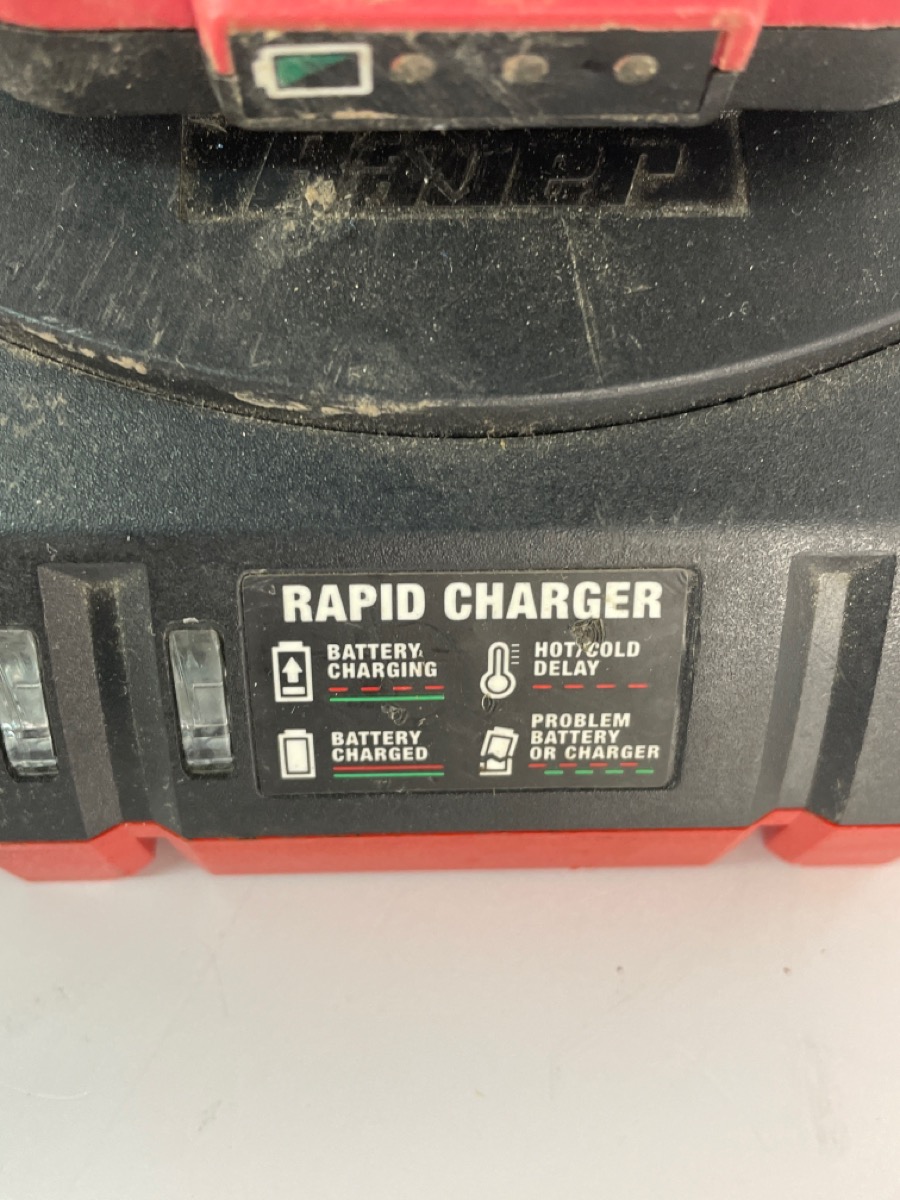 RAPID CHARGER
BATTERY
CHARGING
HOT/COLD
DELAY
BATTERY
CHARGED
PROBLEM
BATTERY
OR CHARGER